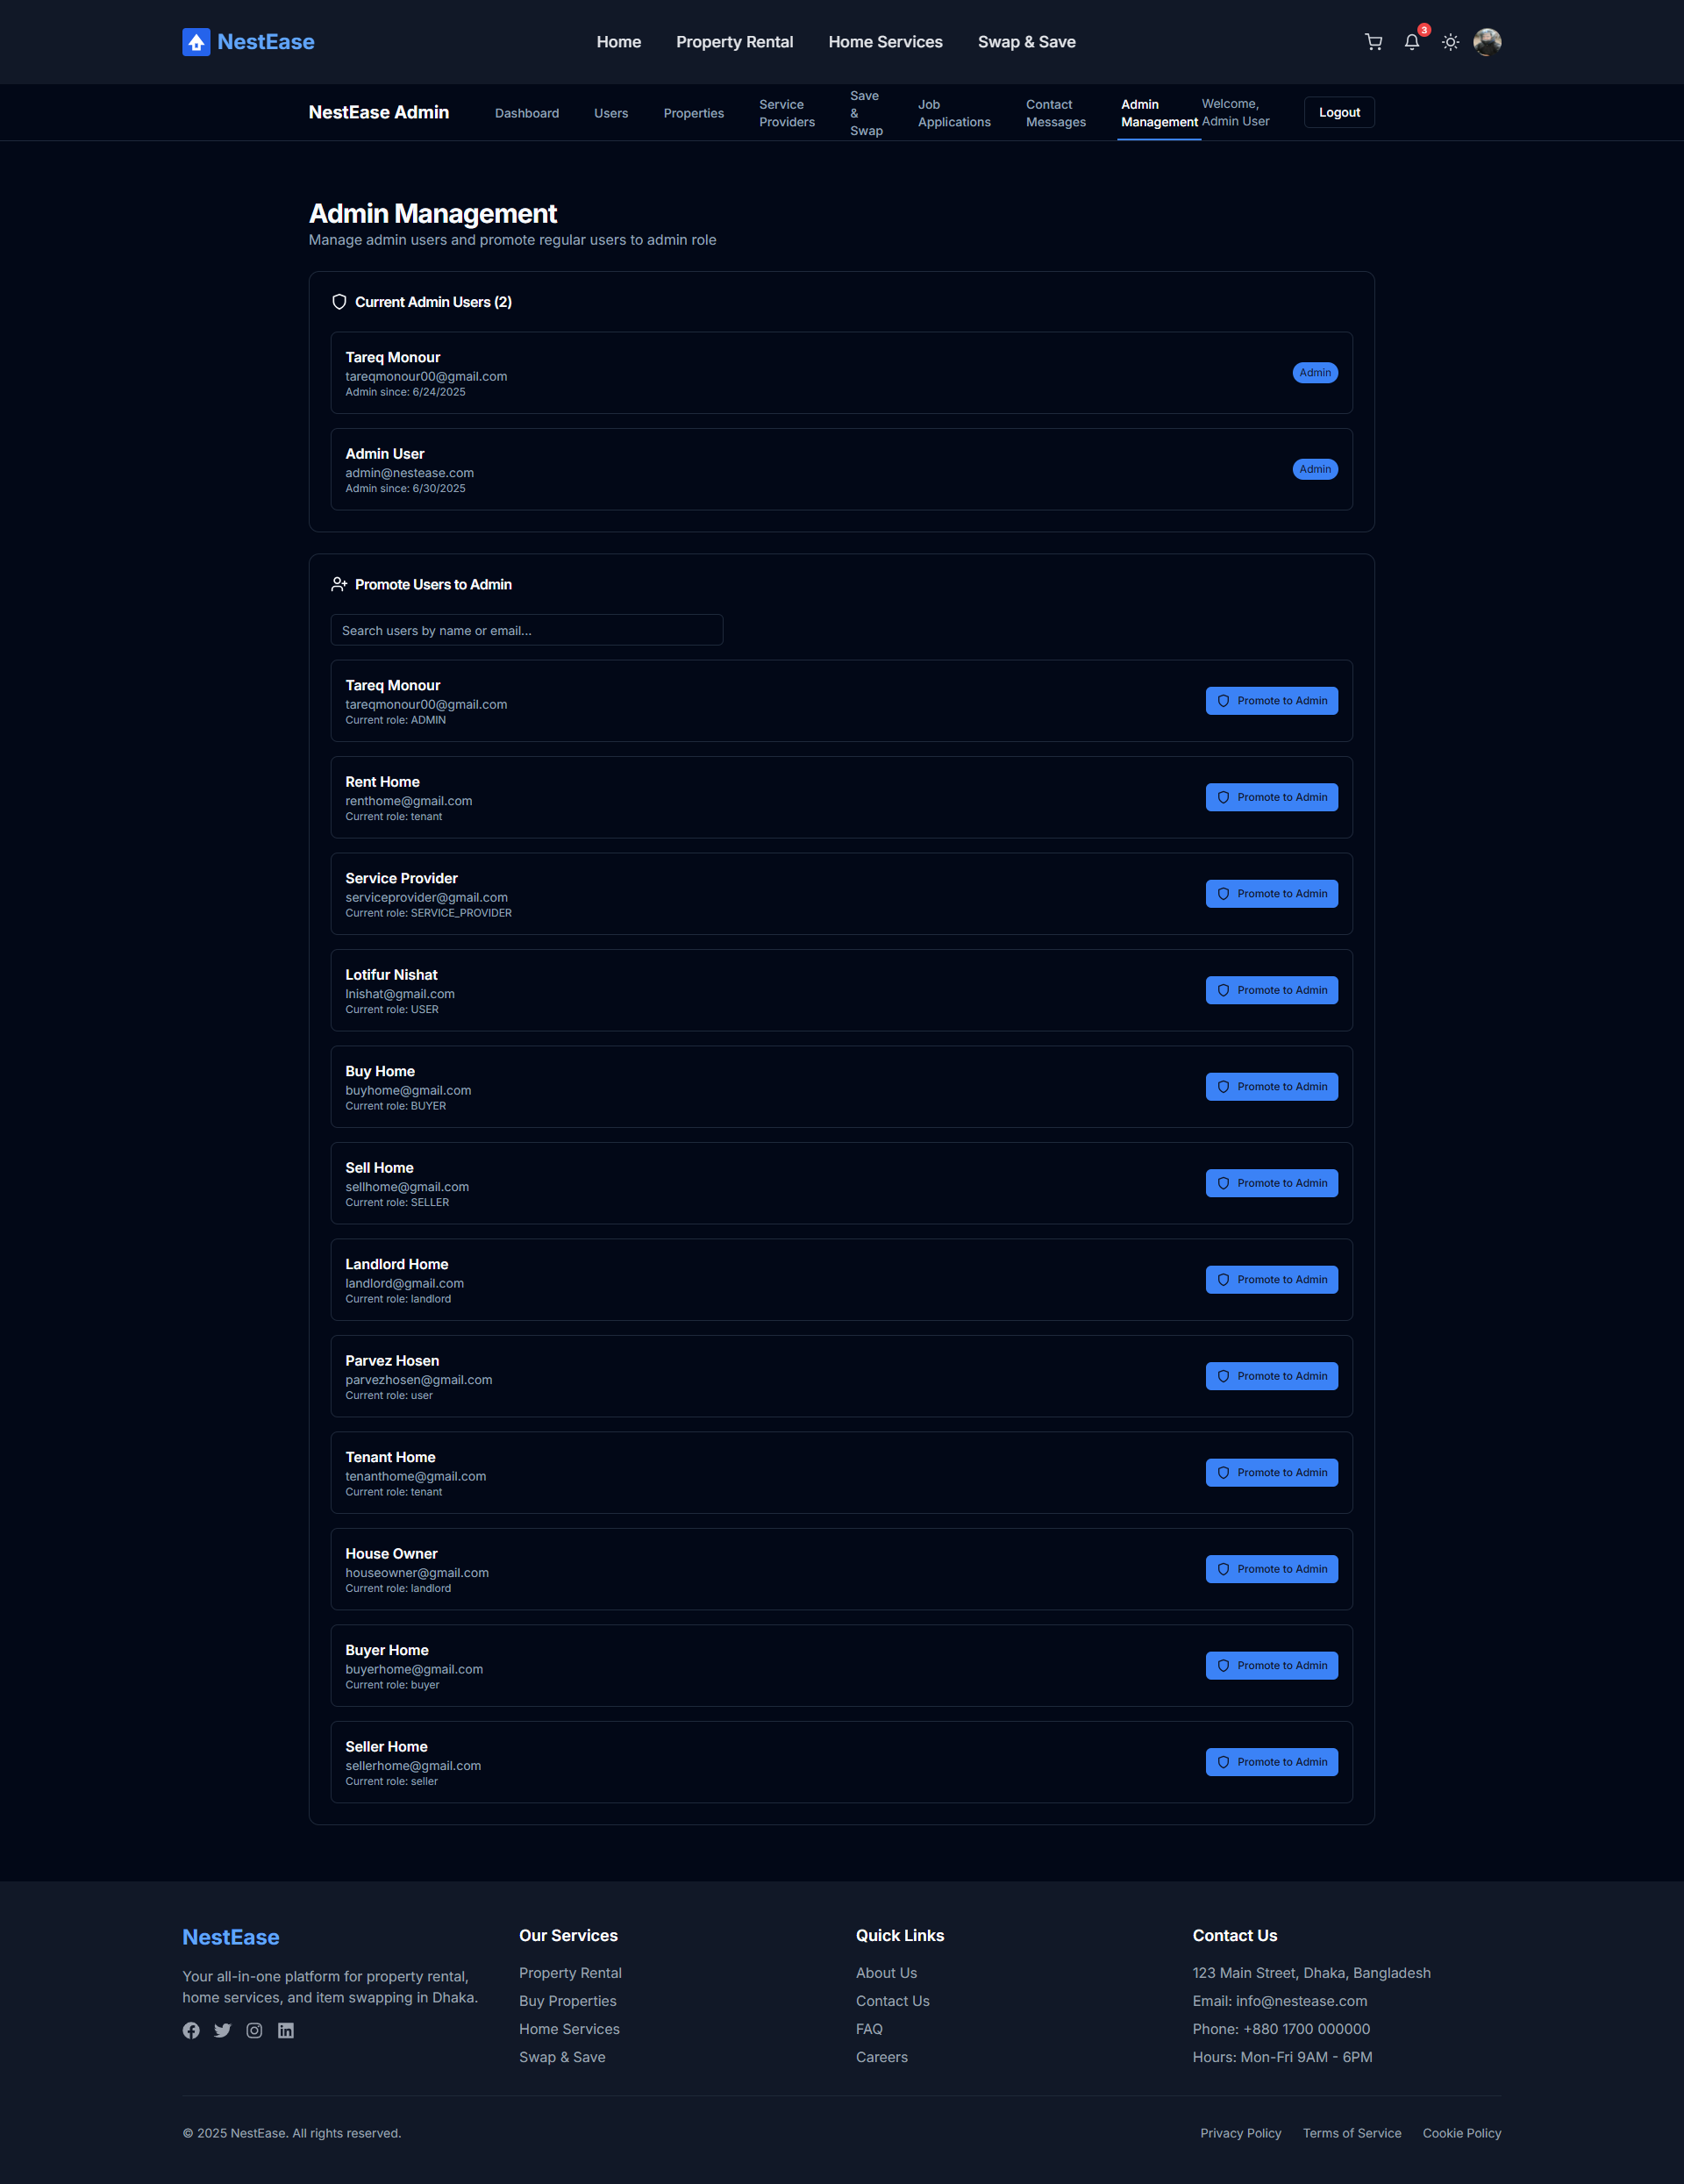 NestEase
Home
Property Rental
Home Services
Swap & Save
3
NestEase Admin
Dashboard
Users
Properties
Service
Providers
Save
&
Swap
Job
Applications
Contact
Messages
Admin
Management
Welcome,
Admin User
Logout
Admin Management
Manage admin users and promote regular users to admin role
Current Admin Users (2)
Tareq Monour
tareqmonour00@gmail.com
Admin since: 6/24/2025
Admin
Admin User
admin@nestease.com
Admin since: 6/30/2025
Admin
Promote Users to Admin
Search users by name or email...
Tareq Monour
tareqmonour00@gmail.com
Current role: ADMIN
Promote to Admin
Rent Home
renthome@gmail.com
Current role: tenant
Promote to Admin
Service Provider
serviceprovider@gmail.com
Current role: SERVICE_PROVIDER
Promote to Admin
Lotifur Nishat
lnishat@gmail.com
Current role: USER
Promote to Admin
Buy Home
buyhome@gmail.com
Current role: BUYER
Promote to Admin
Sell Home
sellhome@gmail.com
Current role: SELLER
Promote to Admin
Landlord Home
landlord@gmail.com
Current role: landlord
Promote to Admin
Parvez Hosen
parvezhosen@gmail.com
Current role: user
Promote to Admin
Tenant Home
tenanthome@gmail.com
Current role: tenant
Promote to Admin
House Owner
houseowner@gmail.com
Current role: landlord
Promote to Admin
Buyer Home
buyerhome@gmail.com
Current role: buyer
Promote to Admin
Seller Home
sellerhome@gmail.com
Current role: seller
Promote to Admin
NestEase
Your all-in-one platform for property rental,
home services, and item swapping in Dhaka.
Our Services
Property Rental
Buy Properties
Home Services
Swap & Save
Quick Links
About Us
Contact Us
FAQ
Careers
Contact Us
123 Main Street, Dhaka, Bangladesh
Email: info@nestease.com
Phone: +880 1700 000000
Hours: Mon-Fri 9AM - 6PM
© 2025 NestEase. All rights reserved.
Privacy Policy
Terms of Service
Cookie Policy